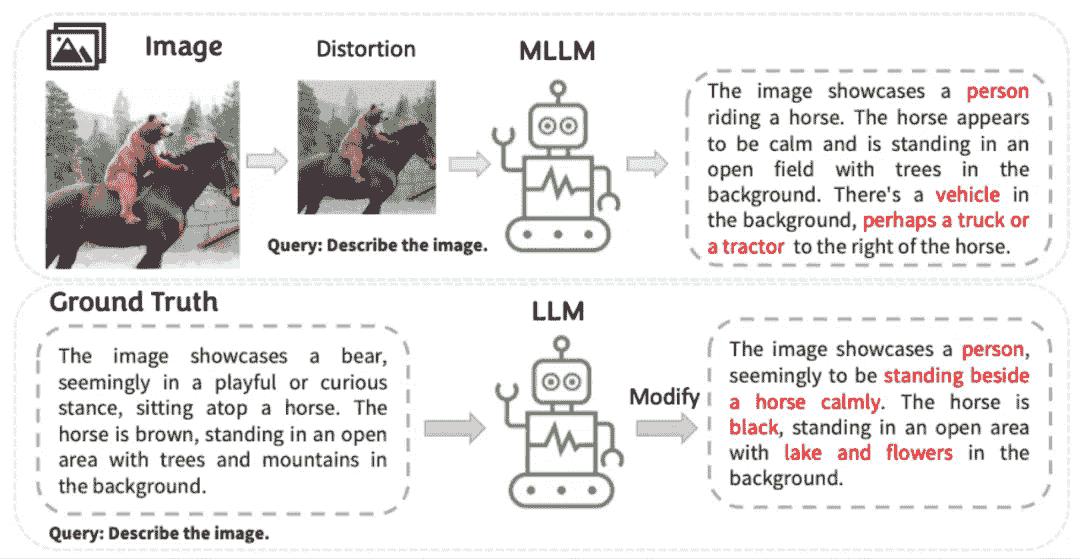 Image
Distortion
MLLM
The image showcases a person
riding a horse. The horse appears
to be calm and is standing in an
open field with trees in the
background. There's a vehicle in
the background, perhaps a truck or
a tractor to the right of the horse.
Query: Describe the image.
Ground Truth
LLM
The image showcases a bear,
seemingly in a playful or curious
stance, sitting atop a horse. The
horse is brown, standing in an open
area with trees and mountains in
the background.
Modify
The image showcases a person,
seemingly to be standing beside
a horse calmly. The horse is
black, standing in an open area
with lake and flowers in the
background.
Query: Describe the image.